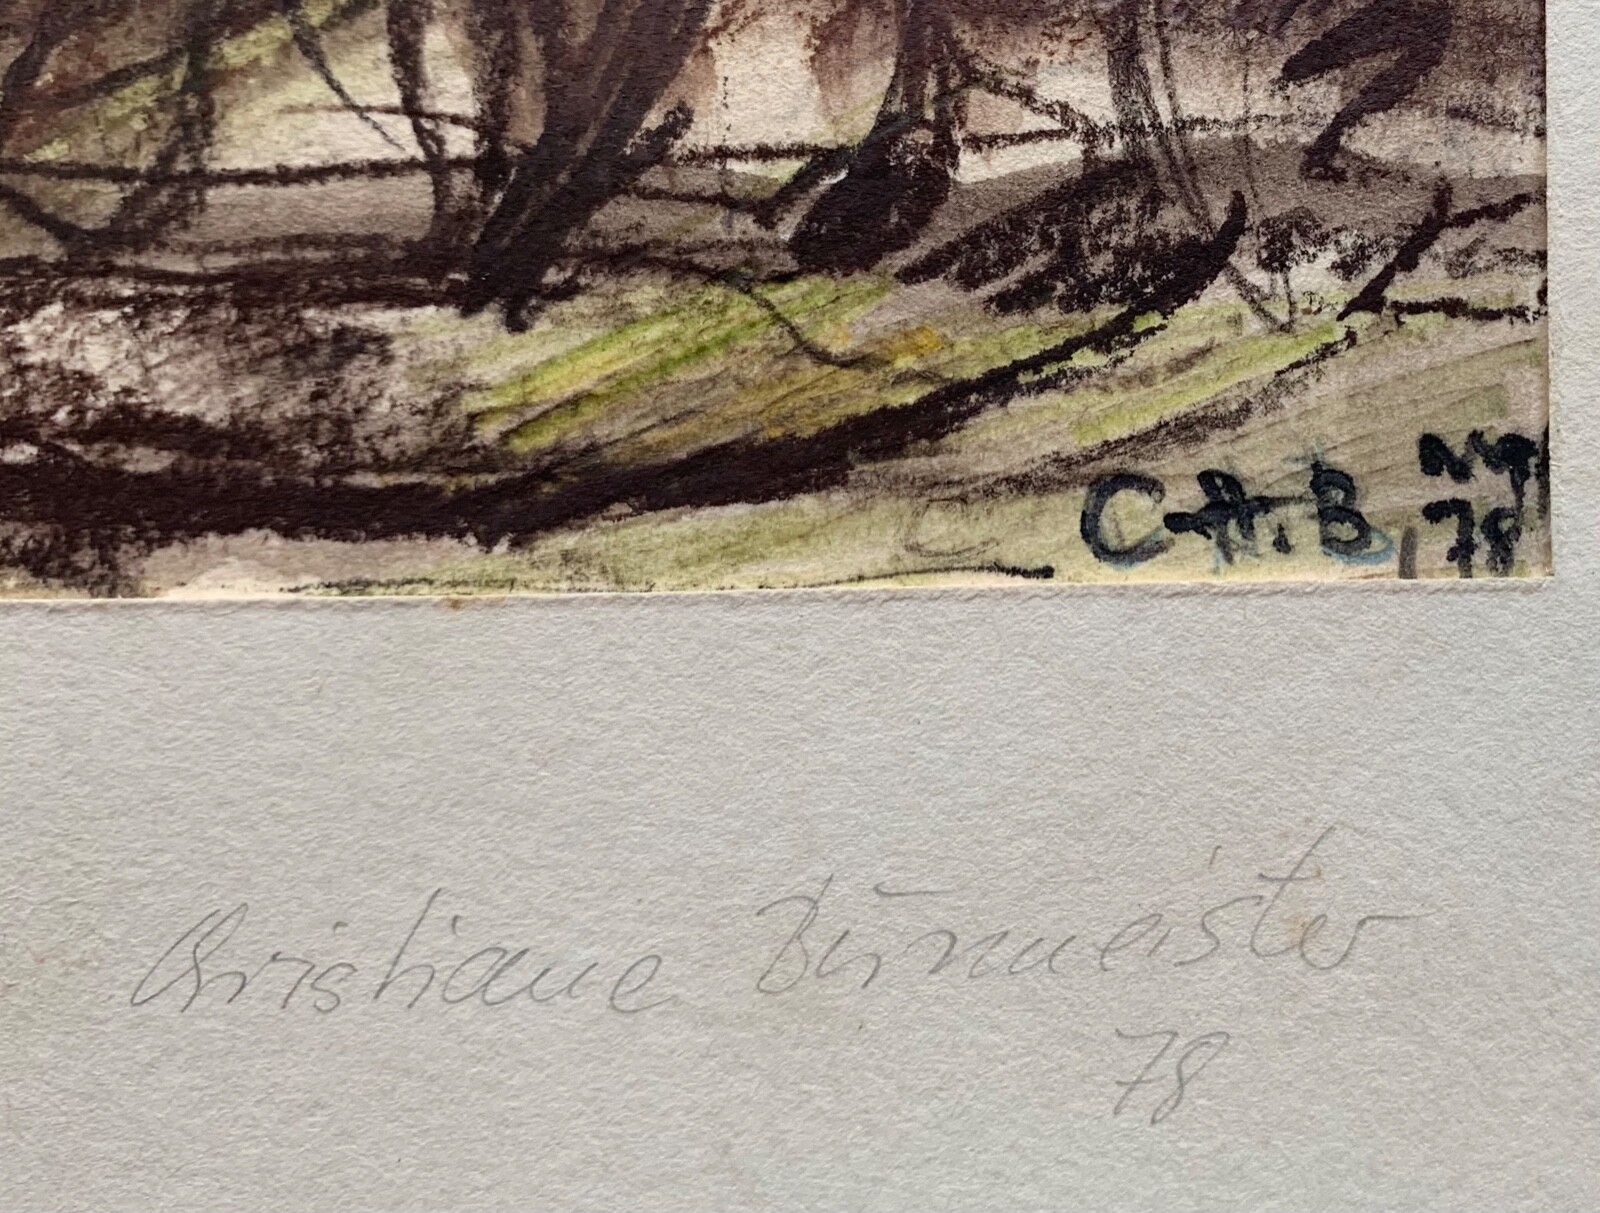 C-A.B, 78
Christiane Burmeister
78